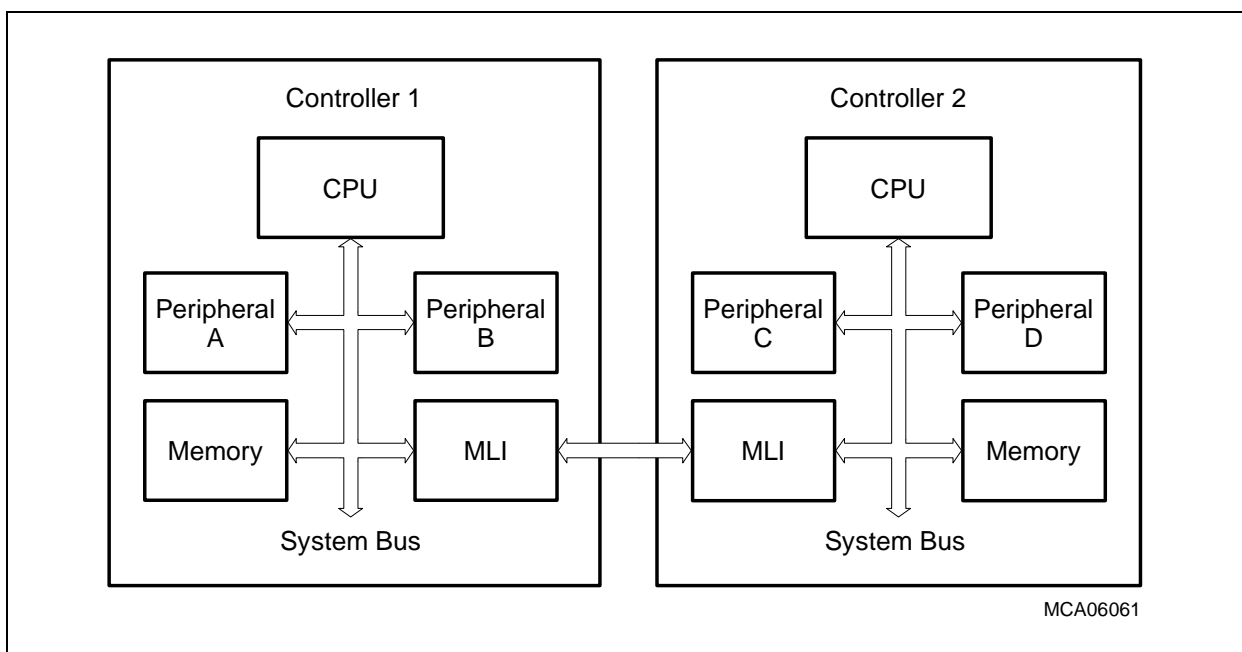 Controller 1
CPU
Peripheral
A
Peripheral
B
Memory
MLI
System Bus
Controller 2
CPU
Peripheral
C
Peripheral
D
MLI
Memory
System Bus
MCA06061